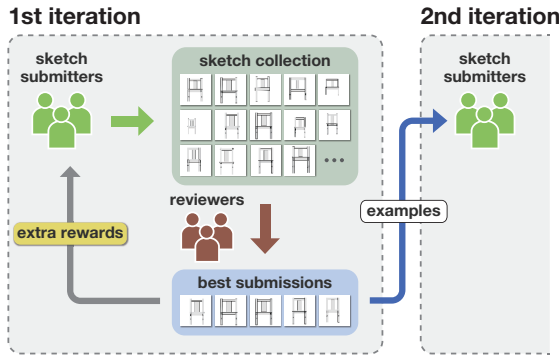 1st iteration
2nd iteration
sketch
submitters
sketch collection
sketch
submitters
...
reviewers
extra rewards
examples
best submissions